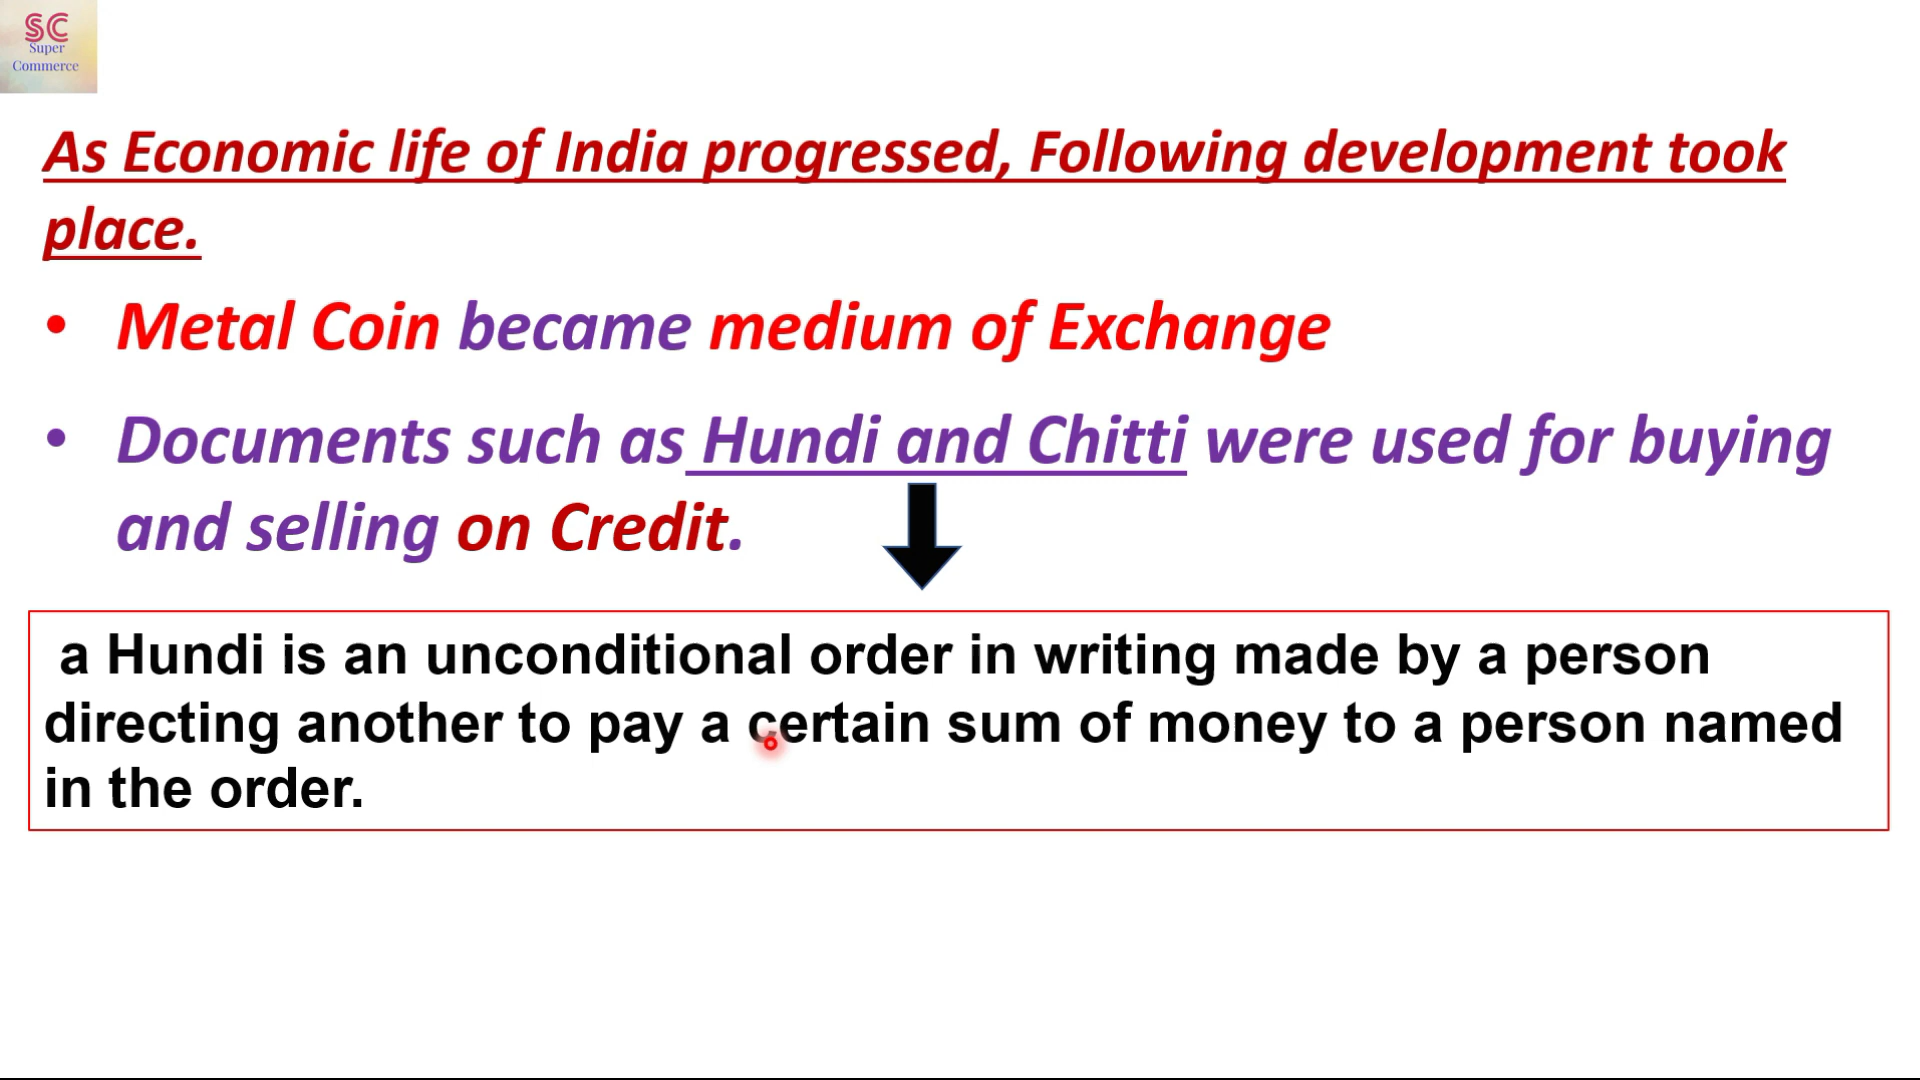 SC
Super
Commerce
As Economic life of India progressed, Following development took
place.
• Metal Coin became medium of Exchange
• Documents such as Hundi and Chitti were used for buying
and selling on Credit.
a Hundi is an unconditional order in writing made by a person
directing another to pay a certain sum of money to a person named
in the order.